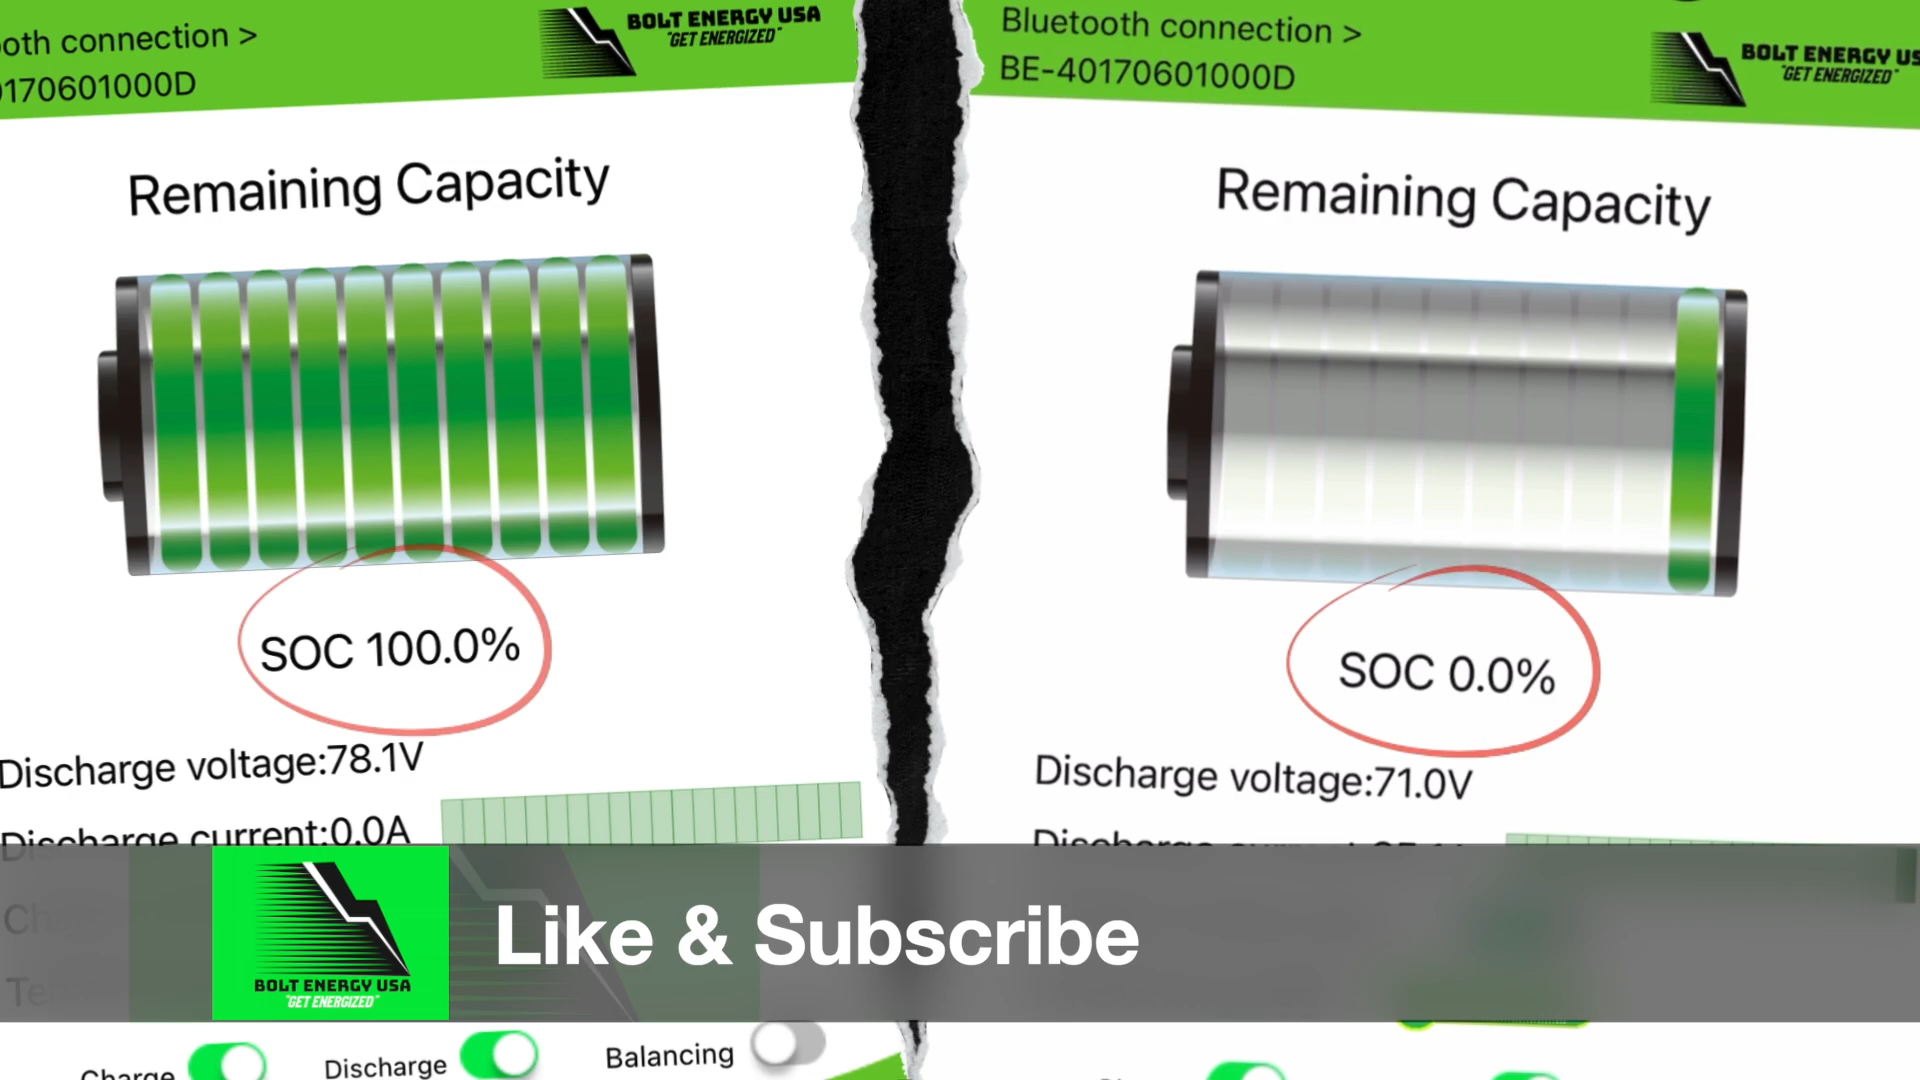 oth connection >
0170601000D
BOLT ENERGY USA
"GET ENERGIZED"
Remaining Capacity
SOC 100.0%
Discharge voltage:78.1V
Discharge current:0.0A
Charge
Discharge
Balancing
Bluetooth connection >
BE-40170601000D
BOLT ENERGY US
"GET ENERGIZED"
Remaining Capacity
SOC 0.0%
Discharge voltage:71.0V
BOLT ENERGY USA
"GET ENERGIZED"
Like & Subscribe